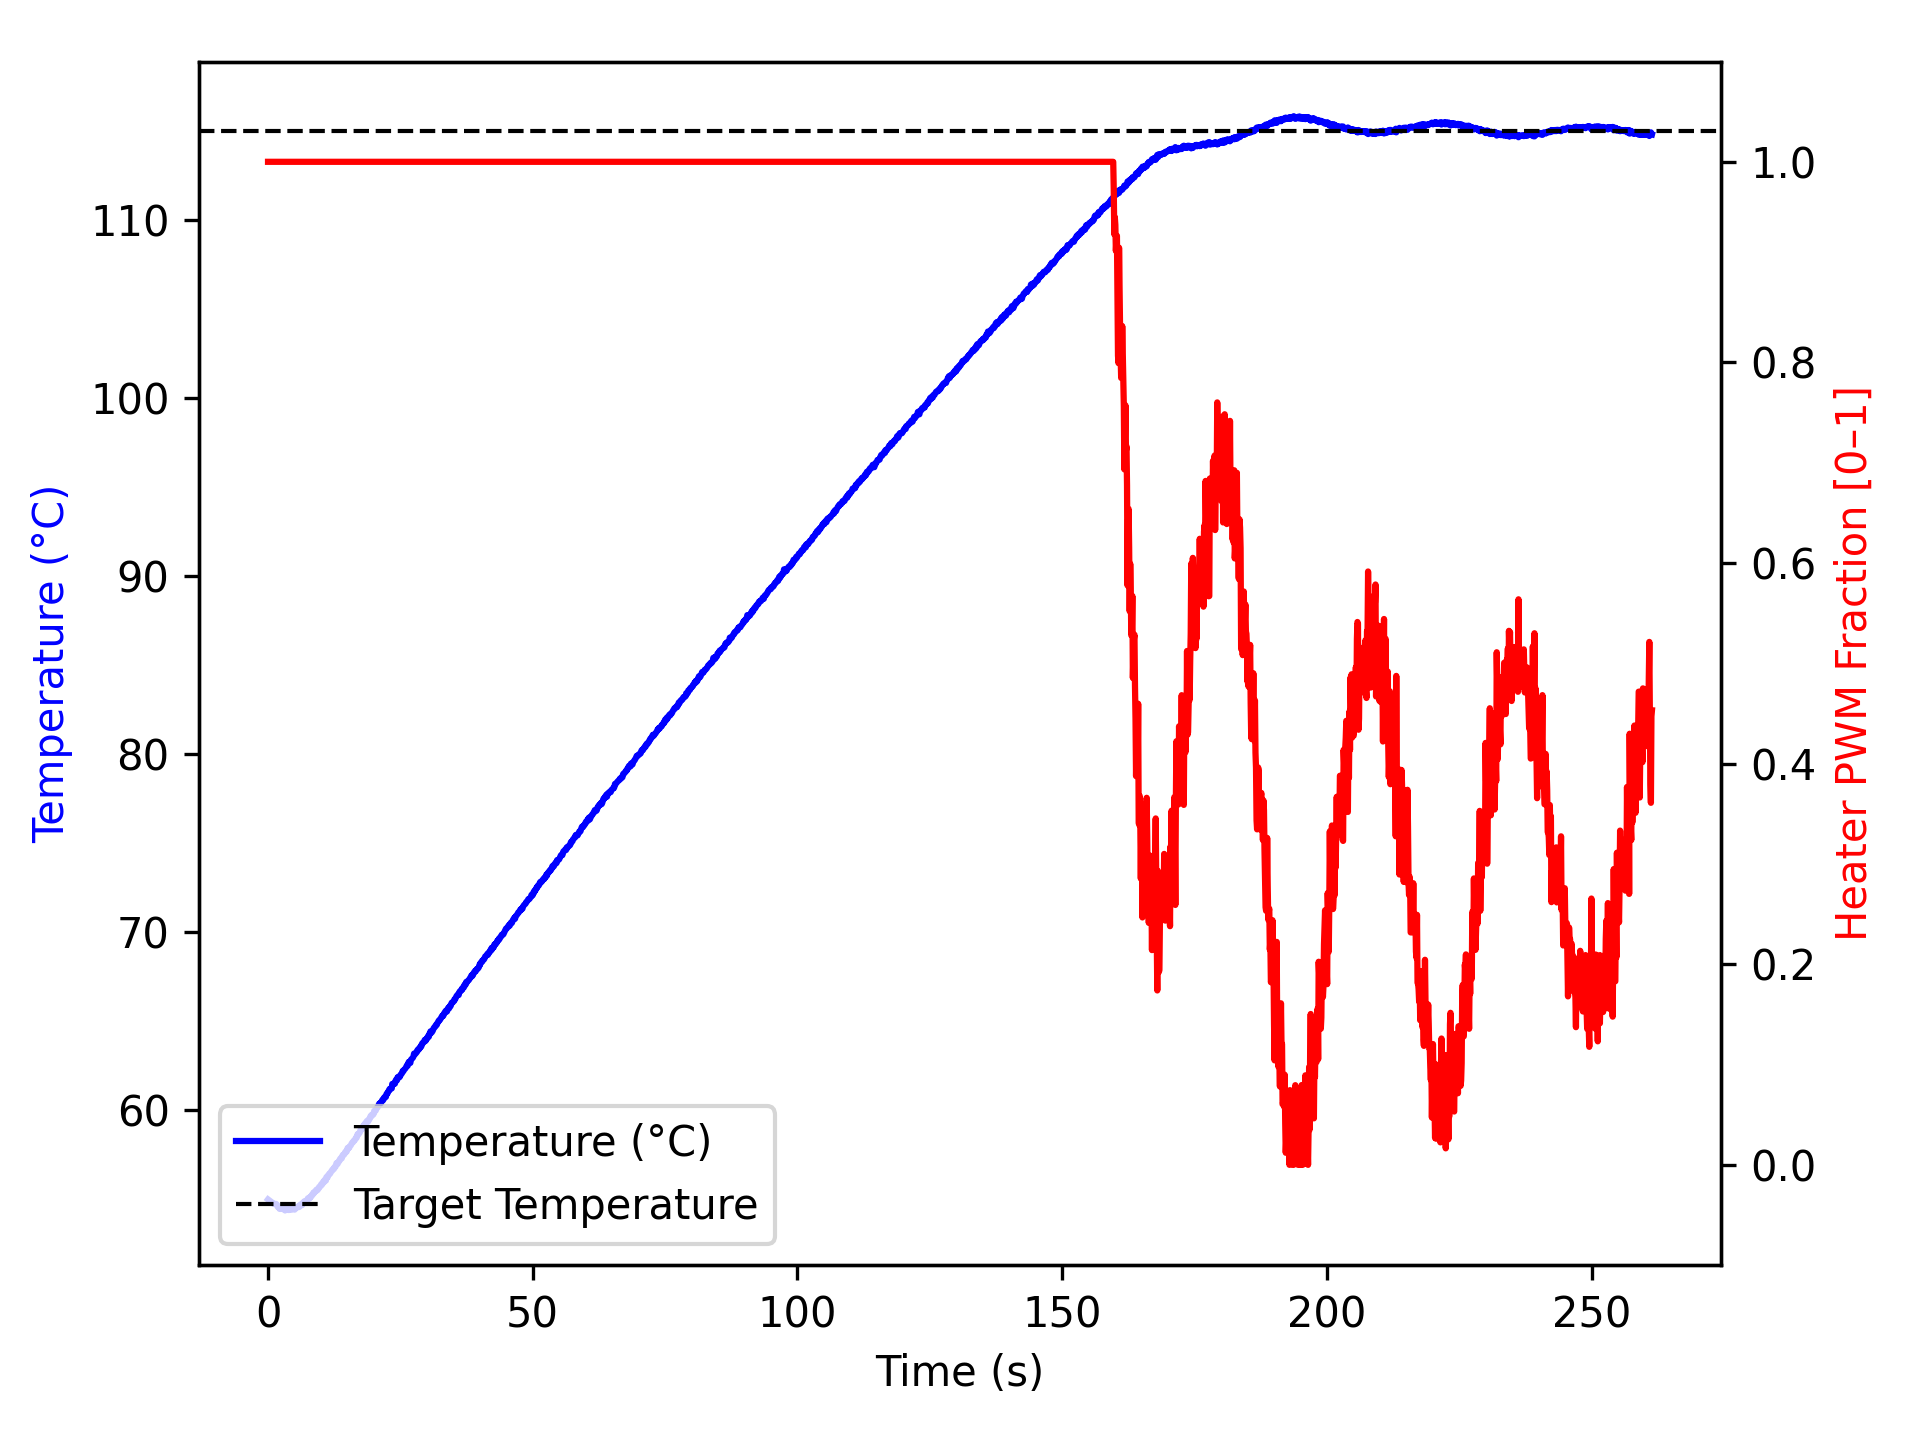 110
100
90
80
70
60
Temperature (°C)
1.0
0.8
0.6
0.4
0.2
0.0
Heater PWM Fraction [0–1]
Temperature (°C)
Target Temperature
0 50 100 150 200 250
Time (s)